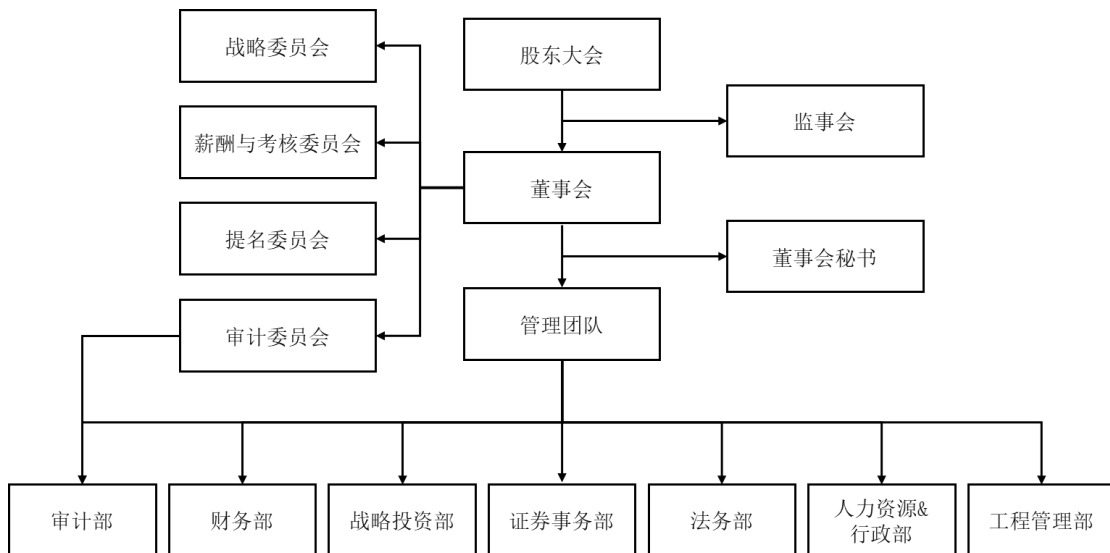 战略委员会
股东大会
薪酬与考核委员会
监事会
董事会
提名委员会
董事会秘书
审计委员会
管理团队
审计部
财务部
战略投资部
证券事务部
法务部
人力资源&
行政部
工程管理部